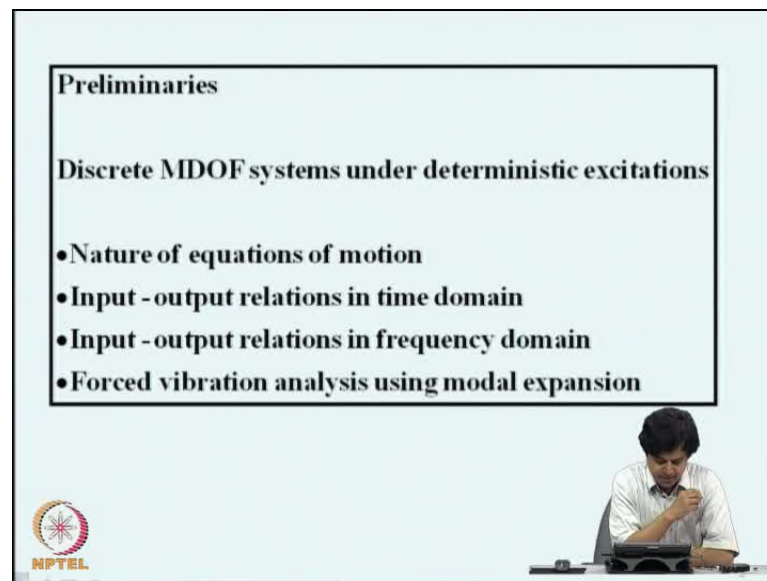 Preliminaries
Discrete MDOF systems under deterministic excitations
•Nature of equations of motion
•Input - output relations in time domain
•Input - output relations in frequency domain
•Forced vibration analysis using modal expansion
NPTEL